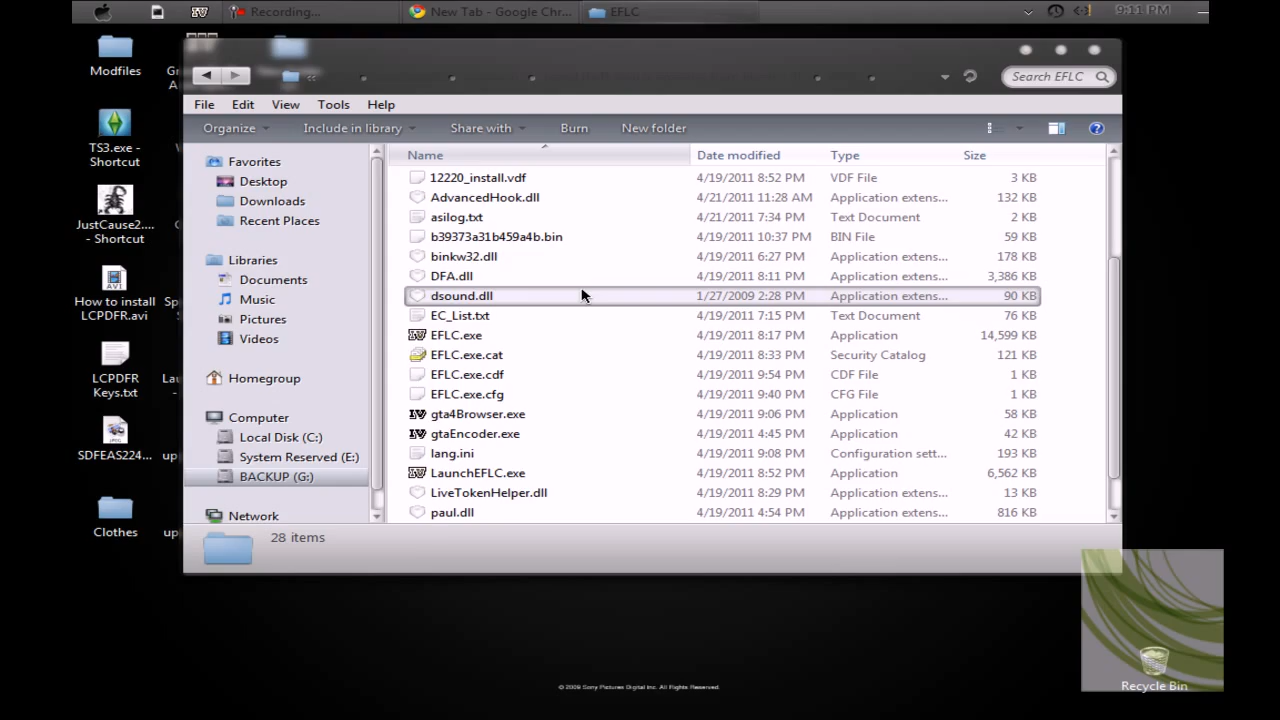 Recording...
New Tab - Google Chr...
EFLC
9:11 PM
Modfiles
TS3.exe - Shortcut
JustCause2.... - Shortcut
How to install LCPDFR.avi
LCPDFR Keys.txt
SDFEAS224...
Clothes
Search EFLC
File Edit View Tools Help
Organize Include in library Share with Burn New folder
Favorites
Desktop
Downloads
Recent Places
Libraries
Documents
Music
Pictures
Videos
Homegroup
Computer
Local Disk (C:)
System Reserved (E:)
BACKUP (G:)
Network
Name Date modified Type Size
12220_install.vdf 4/19/2011 8:52 PM VDF File 3 KB
AdvancedHook.dll 4/21/2011 11:28 AM Application extens... 132 KB
asilog.txt 4/21/2011 7:34 PM Text Document 2 KB
b39373a31b459a4b.bin 4/19/2011 10:37 PM BIN File 59 KB
binkw32.dll 4/19/2011 6:27 PM Application extens... 178 KB
DFA.dll 4/19/2011 8:11 PM Application extens... 3,386 KB
dsound.dll 1/27/2009 2:28 PM Application extens... 90 KB
EC_List.txt 4/19/2011 7:15 PM Text Document 76 KB
EFLC.exe 4/19/2011 8:17 PM Application 14,599 KB
EFLC.exe.cat 4/19/2011 8:33 PM Security Catalog 121 KB
EFLC.exe.cdf 4/19/2011 9:54 PM CDF File 1 KB
EFLC.exe.cfg 4/19/2011 9:40 PM CFG File 1 KB
gta4Browser.exe 4/19/2011 9:06 PM Application 58 KB
gtaEncoder.exe 4/19/2011 4:45 PM Application 42 KB
lang.ini 4/19/2011 9:08 PM Configuration sett... 193 KB
LaunchEFLC.exe 4/19/2011 8:52 PM Application 6,562 KB
LiveTokenHelper.dll 4/19/2011 8:29 PM Application extens... 13 KB
paul.dll 4/19/2011 4:54 PM Application extens... 816 KB
28 items
Recycle Bin
© 2009 Sony Pictures Digital Inc. All Rights Reserved.